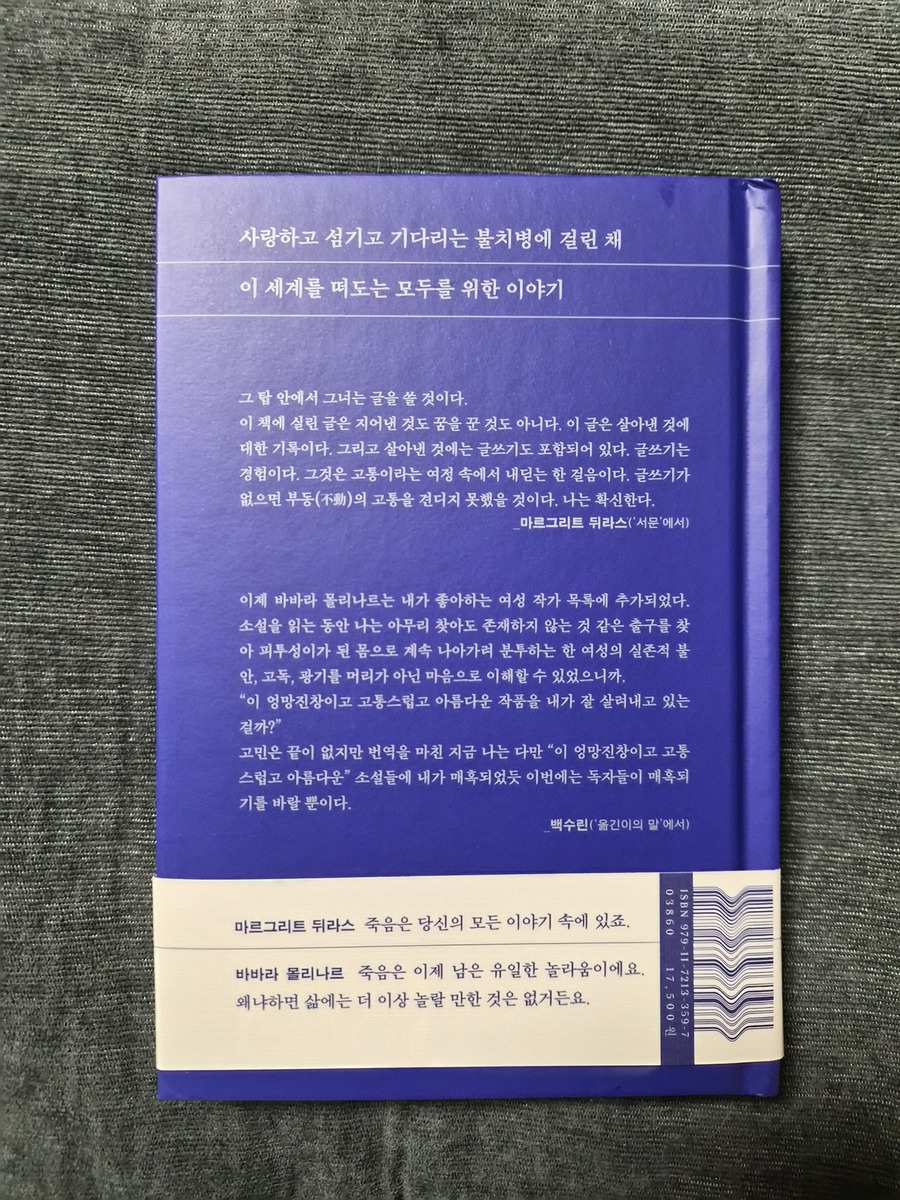 사랑하고 섬기고 기다리는 불치병에 걸린 채
이 세계를 떠도는 모두를 위한 이야기
그 탑 안에서 그녀는 글을 쓸 것이다.
이 책에 실린 글은 지어낸 것도 꿈을 꾼 것도 아니다. 이 글은 살아낸 것에
대한 기록이다. 그리고 살아낸 것에는 글쓰기도 포함되어 있다. 글쓰기는
경험이다. 그것은 고통이라는 여정 속에서 내딛는 한 걸음이다. 글쓰기가
없으면 부동(不動)의 고통을 견디지 못했을 것이다. 나는 확신한다.
_마르그리트 뒤라스('서문'에서)
이제 바바라 몰리나르는 내가 좋아하는 여성 작가 목록에 추가되었다.
소설을 읽는 동안 나는 아무리 찾아도 존재하지 않는 것 같은 출구를 찾
아 피투성이가 된 몸으로 계속 나아가려 분투하는 한 여성의 실존적 불
안, 고독, 광기를 머리가 아닌 마음으로 이해할 수 있었으니까.
“이 엉망진창이고 고통스럽고 아름다운 작품을 내가 잘 살려내고 있는
걸까?”
고민은 끝이 없지만 번역을 마친 지금 나는 다만 “이 엉망진창이고 고통
스럽고 아름다운” 소설들에 내가 매혹되었듯 이번에는 독자들이 매혹되
기를 바랄 뿐이다.
_백수린('옮긴이의 말'에서)
마르그리트 뒤라스 죽음은 당신의 모든 이야기 속에 있죠.
바바라 몰리나르 죽음은 이제 남은 유일한 놀라움이에요.
왜냐하면 삶에는 더 이상 놀랄 만한 것은 없거든요.
ISBN 979-11-7213-359-7
03860 17,500원